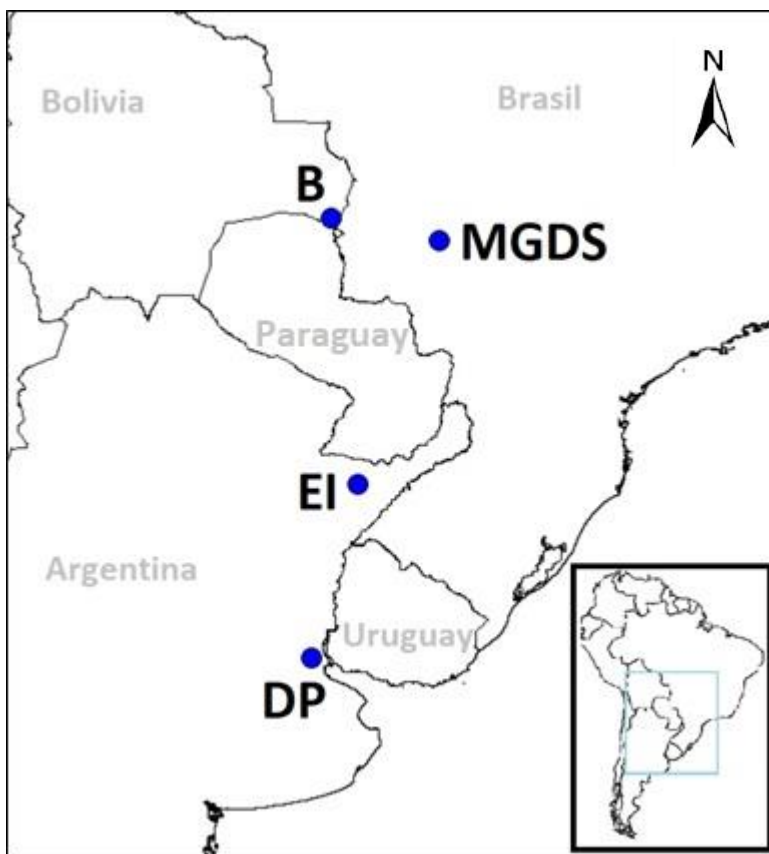 N
Bolivia
Brasil
B
MGDS
Paraguay
EI
Argentina
Uruguay
DP